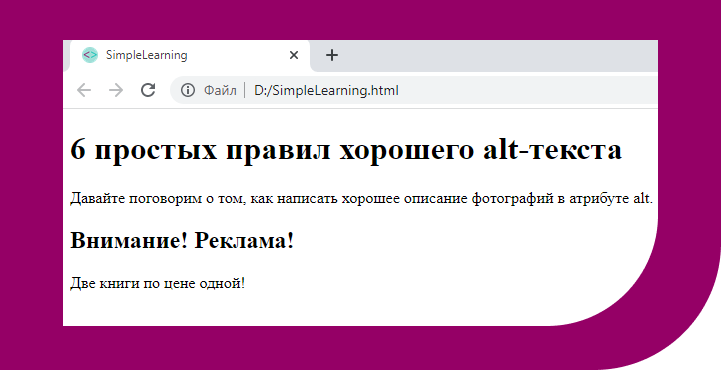 SimpleLearning
Файл D:/SimpleLearning.html
6 простых правил хорошего alt-текста
Давайте поговорим о том, как написать хорошее описание фотографий в атрибуте alt.
Внимание! Реклама!
Две книги по цене одной!